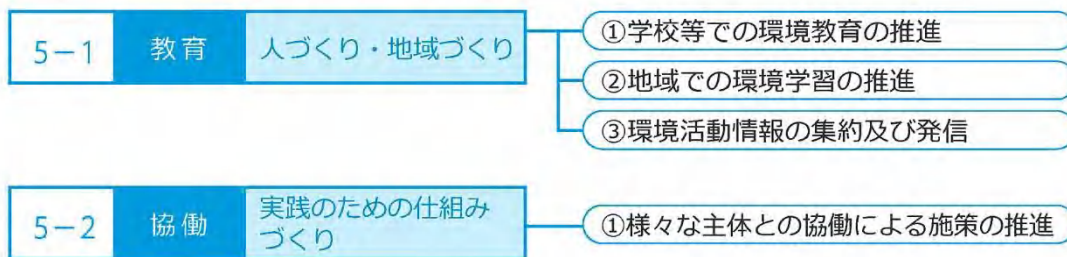 5－1 教育 人づくり・地域づくり
①学校等での環境教育の推進
②地域での環境学習の推進
③環境活動情報の集約及び発信
5－2 協働 実践のための仕組み
づくり
①様々な主体との協働による施策の推進